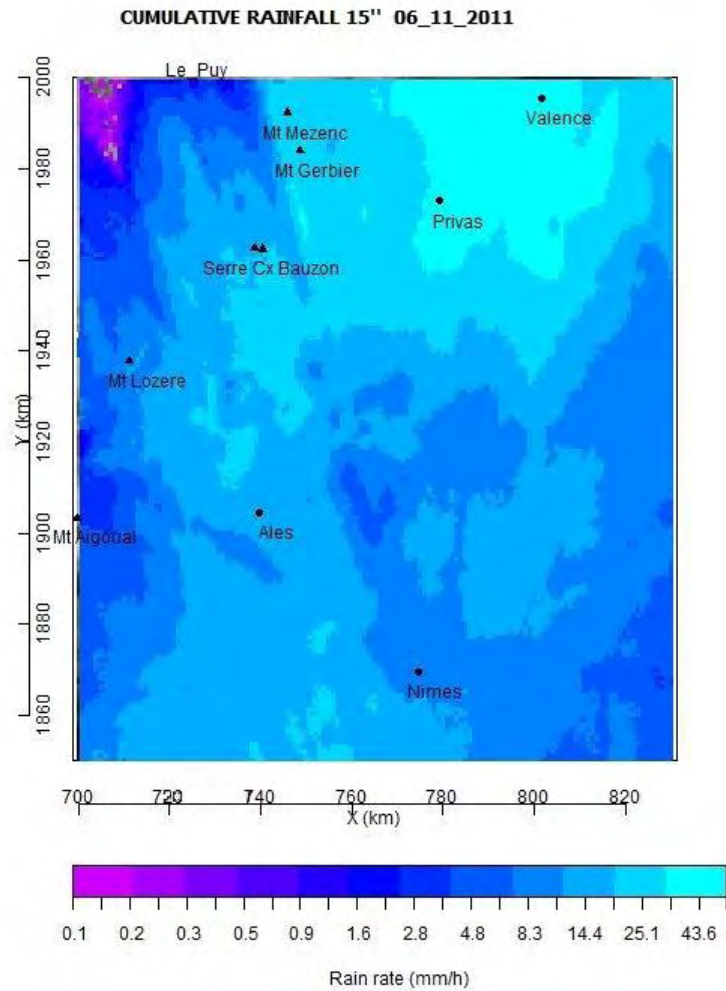 CUMULATIVE RAINFALL 15" 06_11_2011
Le_Puy
Mt Mezenc
Valence
Mt Gerbier
Privas
Serre Cx Bauzon
Mt Lozere
Mt Aigoual
Ales
Nimes
2000
1980
1960
1940
1920
1900
1880
1860
Y (km)
700 720 740 760 780 800 820
X (km)
0.1 0.2 0.3 0.5 0.9 1.6 2.8 4.8 8.3 14.4 25.1 43.6
Rain rate (mm/h)